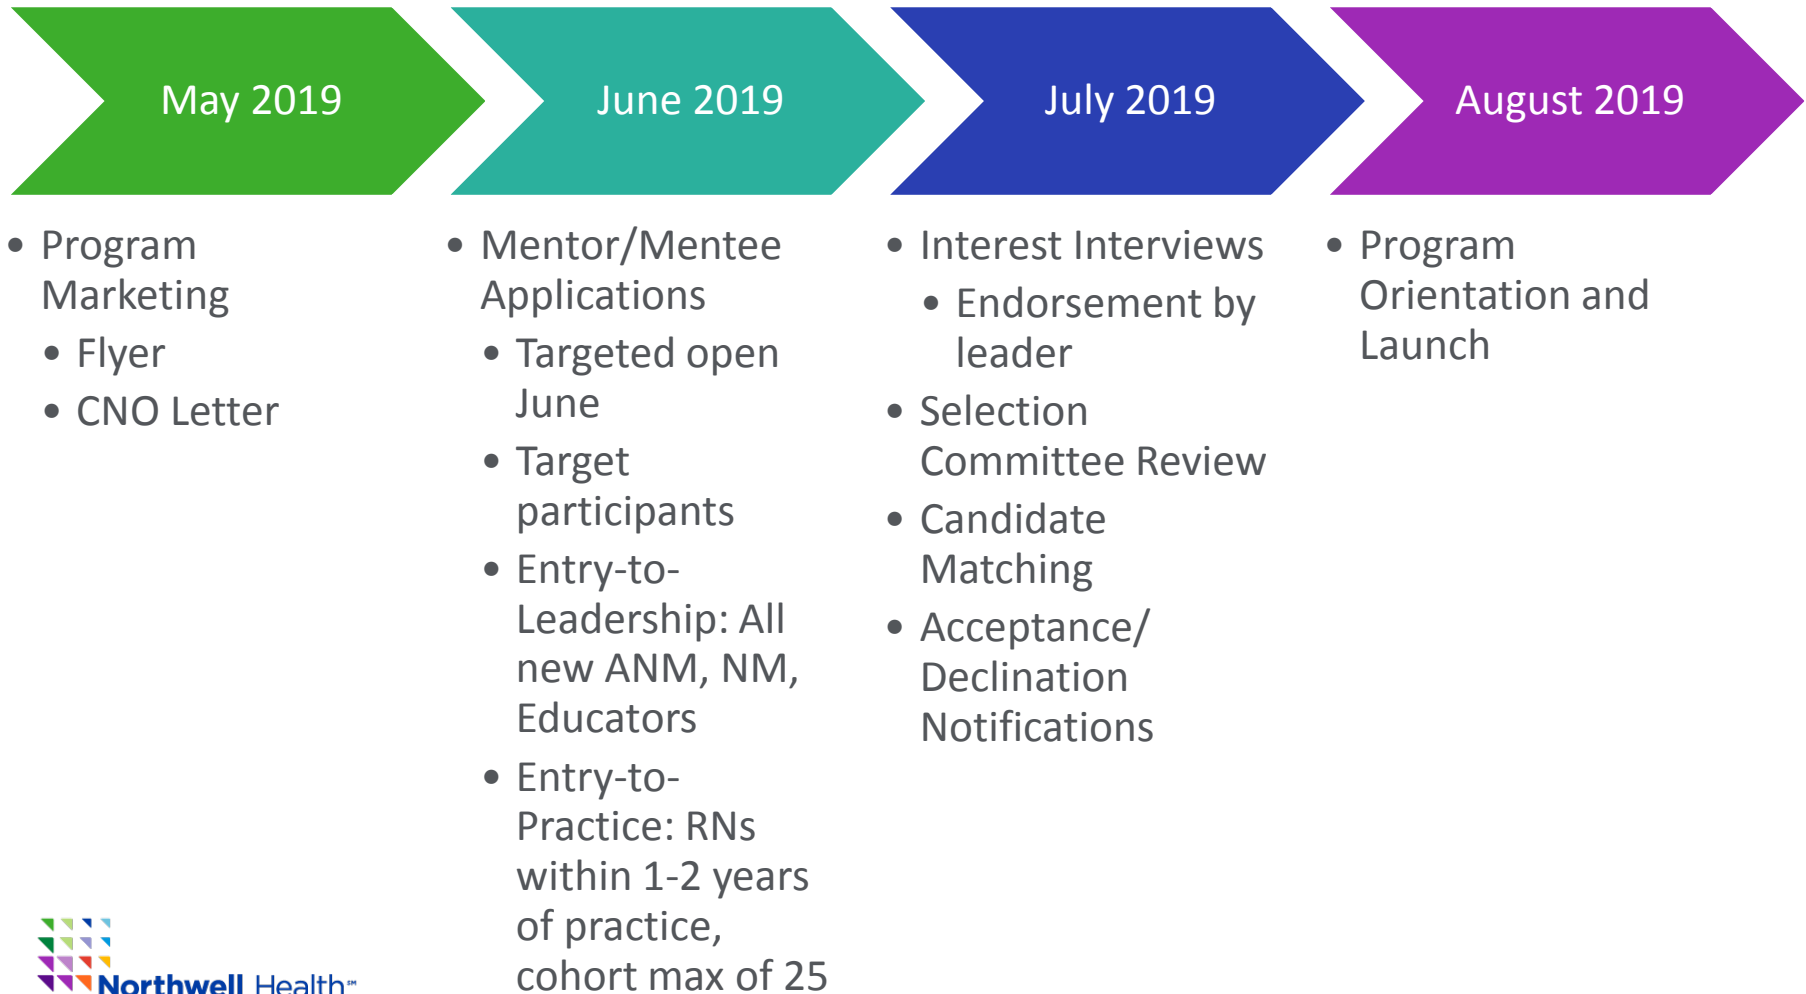 May 2019
• Program
Marketing
• Flyer
• CNO Letter
June 2019
• Mentor/Mentee
Applications
• Targeted open
June
• Target
participants
• Entry-to-
Leadership: All
new ANM, NM,
Educators
• Entry-to-
Practice: RNs
within 1-2 years
of practice,
cohort max of 25
July 2019
• Interest Interviews
• Endorsement by
leader
• Selection
Committee Review
• Candidate
Matching
• Acceptance/
Declination
Notifications
August 2019
• Program
Orientation and
Launch
Northwell Health℠